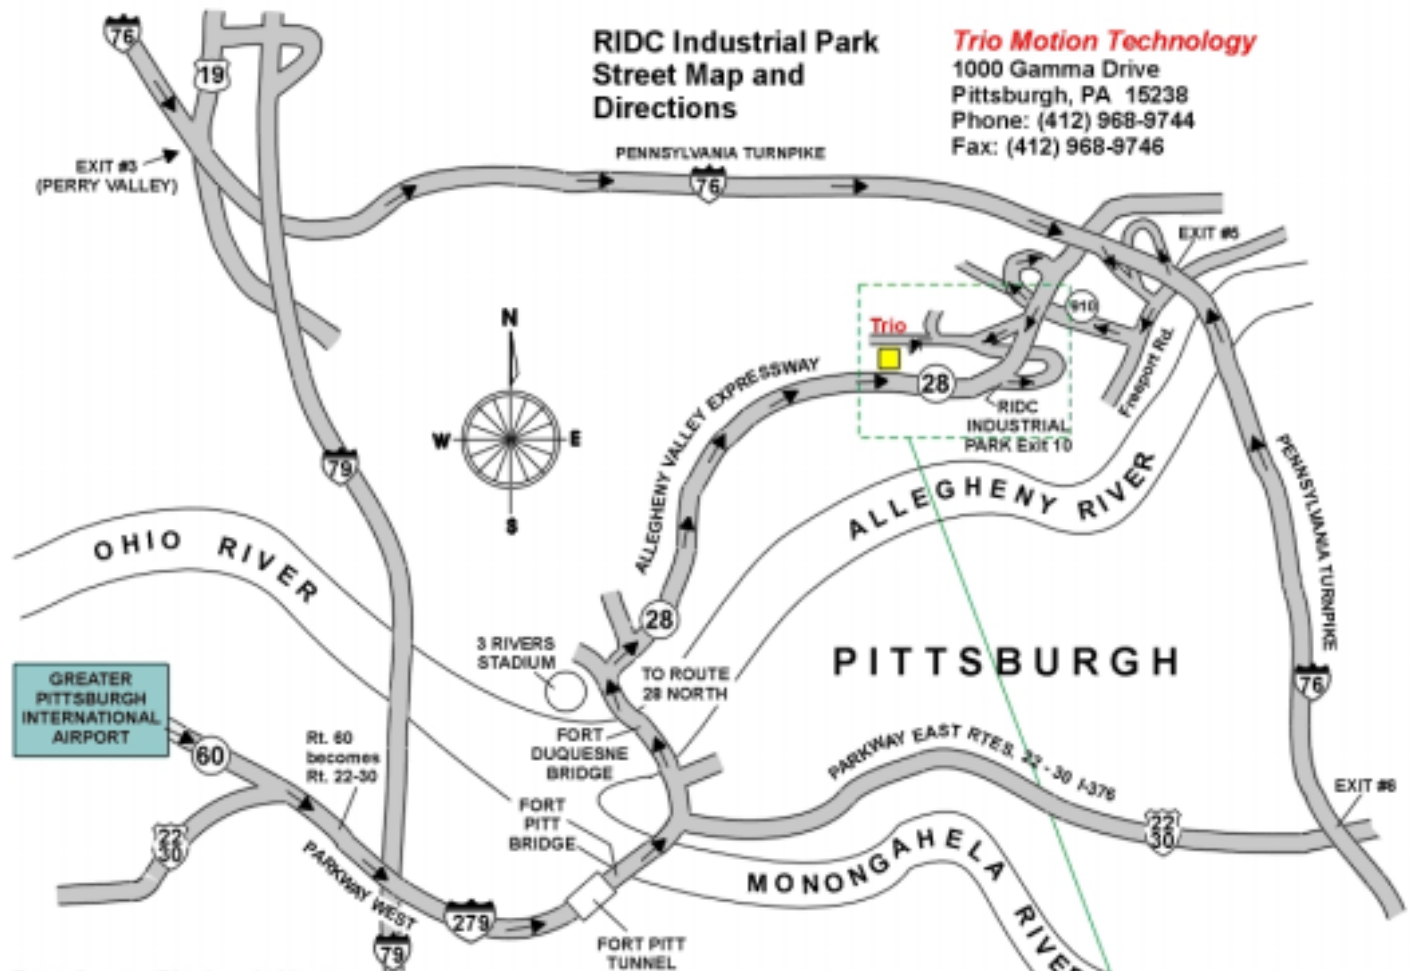 76
19
RIDC Industrial Park
Street Map and
Directions
Trio Motion Technology
1000 Gamma Drive
Pittsburgh, PA 15238
Phone: (412) 968-9744
Fax: (412) 968-9746
EXIT #3
(PERRY VALLEY)
PENNSYLVANIA TURNPIKE
76
EXIT #5
910
Trio
Freeport Rd.
28
RIDC
INDUSTRIAL
PARK Exit 10
N
W
E
S
ALLEGHENY VALLEY EXPRESSWAY
79
ALLEGHENY RIVER
PENNSYLVANIA TURNPIKE
OHIO RIVER
28
3 RIVERS
STADIUM
TO ROUTE
28 NORTH
PITTSBURGH
76
GREATER
PITTSBURGH
INTERNATIONAL
AIRPORT
60
Rt. 60
becomes
Rt. 22-30
FORT
DUQUESNE
BRIDGE
PARKWAY EAST RTES. 22 - 30 I-376
EXIT #6
FORT
PITT
BRIDGE
22
30
22
30
PARKWAY WEST
MONONGAHELA RIVER
279
79
FORT PITT
TUNNEL